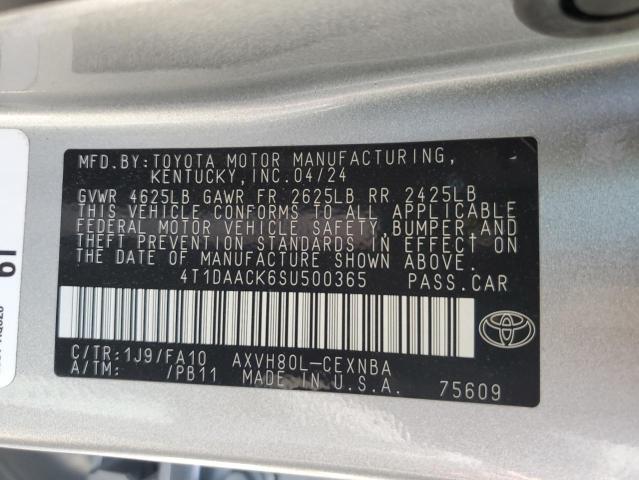 MFD.BY:TOYOTA MOTOR MANUFACTURING,
KENTUCKY,INC.04/24
GVWR 4625LB GAWR FR 2625LB RR 2425LB
THIS VEHICLE CONFORMS TO ALL APPLICABLE
FEDERAL MOTOR VEHICLE SAFETY,BUMPER AND
THEFT PREVENTION STANDARDS IN EFFECT ON
THE DATE OF MANUFACTURE SHOWN ABOVE.
4T1DAACK6SU500365 PASS.CAR
C/TR:1J9/FA10 AXVH80L-CEXNBA
A/TM: /PB11 MADE IN U.S.A. 75609
19